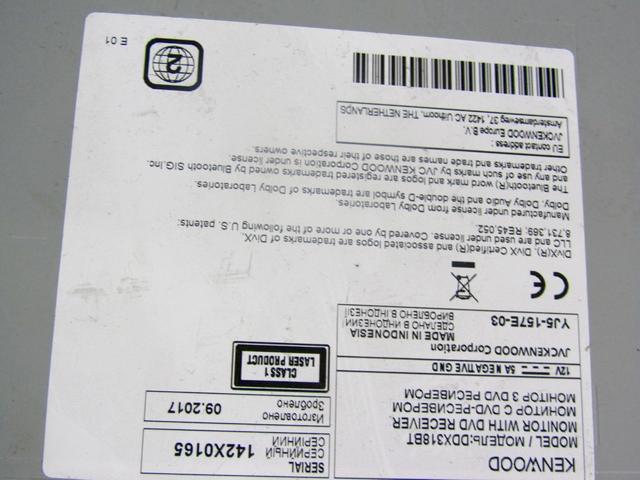 KENWOOD
MODEL / МОДЕЛЬ:DDX318BT
MONITOR WITH DVD RECEIVER
МОНИТОР С DVD-РЕСИВЕРОМ
МОНІТОР З DVD РЕСИВЕРОМ
12V 5A NEGATIVE GND
JVCKENWOOD Corporation
MADE IN INDONESIA
СДЕЛАНО В ИНДОНЕЗИИ
ВИРОБЛЕНО В ІНДОНЕЗІЇ
YJ5-157E-03
SERIAL
СЕРИЙНЫЙ
СЕРІЙНИЙ
142X0165
Изготовлено
Зроблено
09.2017
CLASS 1
LASER PRODUCT
CE
DivX(R), DivX Certified(R) and associated logos are trademarks of DivX,
LLC and are used under license. Covered by one or more of the following U.S. patents:
8,731,369; RE45,052.
Manufactured under license from Dolby Laboratories.
Dolby, Dolby Audio and the double-D symbol are trademarks of Dolby Laboratories.
The Bluetooth(R) word mark and logos are registered trademarks owned by Bluetooth SIG, Inc.
and any use of such marks by JVC KENWOOD Corporation is under license.
Other trademarks and trade names are those of their respective owners.
EU contact address :
JVCKENWOOD Europe B.V.
Amsterdamseweg 37, 1422 AC Uithoorn, THE NETHERLANDS
2
E 01